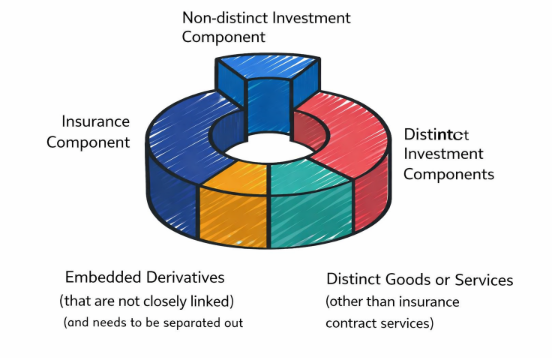 Non-distinct Investment
Component
Insurance
Component
Distintct
Investment
Components
Embedded Derivatives
(that are not closely linked)
(and needs to be separated out
Distinct Goods or Services
(other than insurance
contract services)